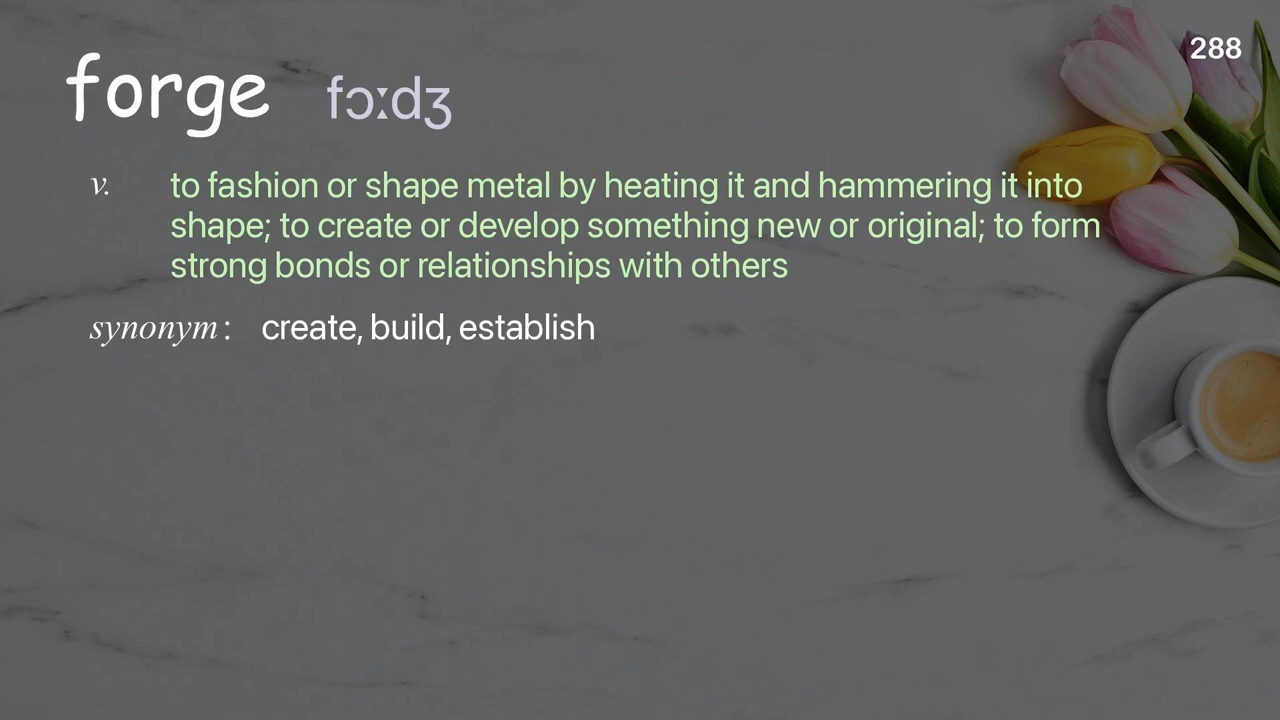 288
forge fɔːdʒ
v. to fashion or shape metal by heating it and hammering it into
shape; to create or develop something new or original; to form
strong bonds or relationships with others
synonym: create, build, establish